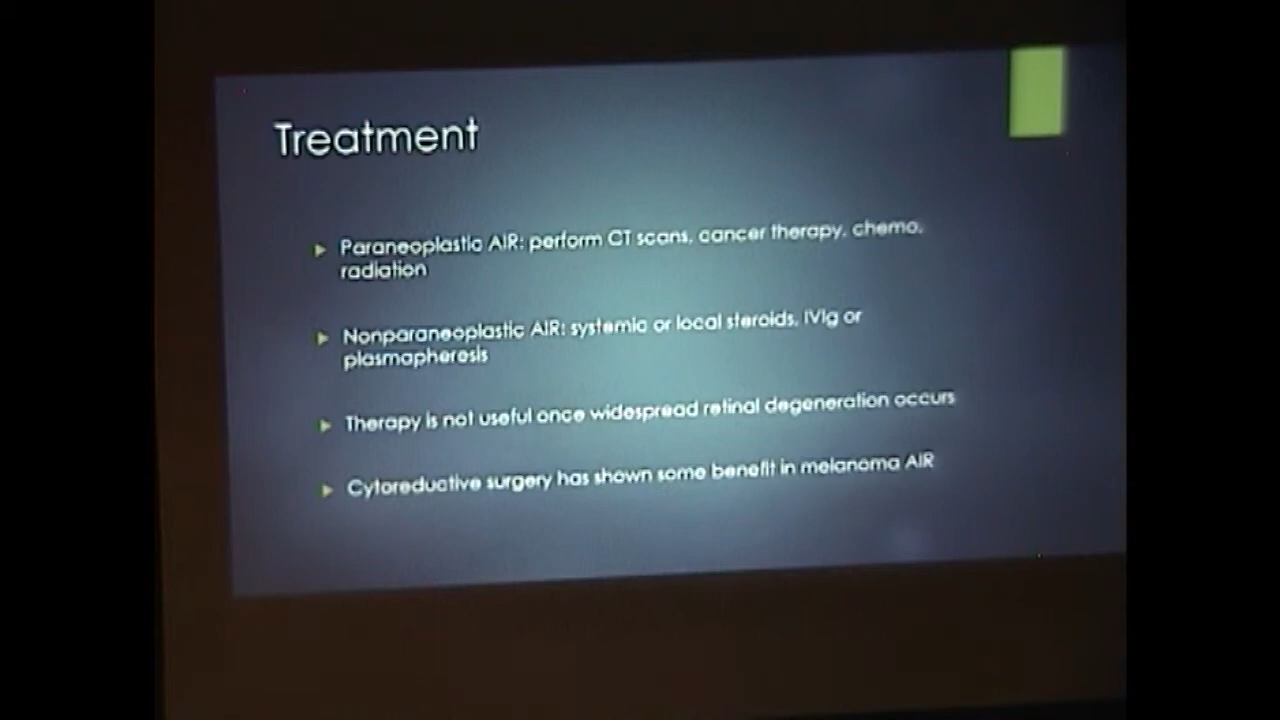 Treatment
Paraneoplastic AIR: perform CT scans, cancer therapy, chemo,
radiation
Nonparaneoplastic AIR: systemic or local steroids, IVIg or
plasmapheresis
Therapy is not useful once widespread retinal degeneration occurs
Cytoreductive surgery has shown some benefit in melanoma AIR